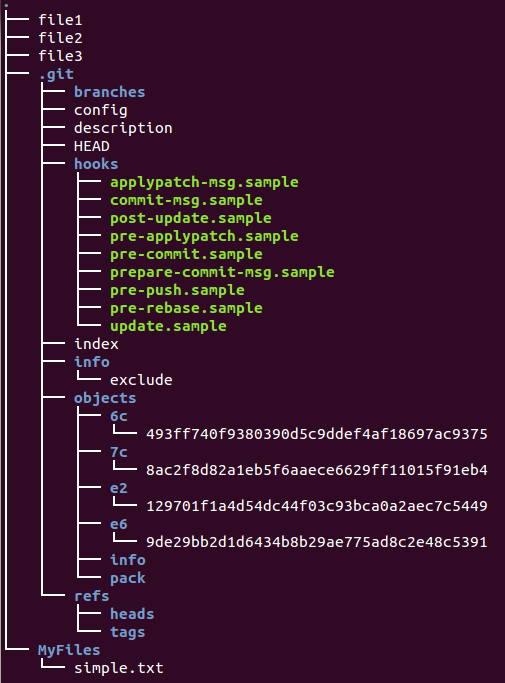 .
file1
file2
file3
.git
branches
config
description
HEAD
hooks
applypatch-msg.sample
commit-msg.sample
post-update.sample
pre-applypatch.sample
pre-commit.sample
prepare-commit-msg.sample
pre-push.sample
pre-rebase.sample
update.sample
index
info
exclude
objects
6c
493ff740f9380390d5c9ddef4af18697ac9375
7c
8ac2f8d82a1eb5f6aaece6629ff11015f91eb4
e2
129701f1a4d54dc44f03c93bca0a2aec7c5449
e6
9de29bb2d1d6434b8b29ae775ad8c2e48c5391
info
pack
refs
heads
tags
MyFiles
simple.txt